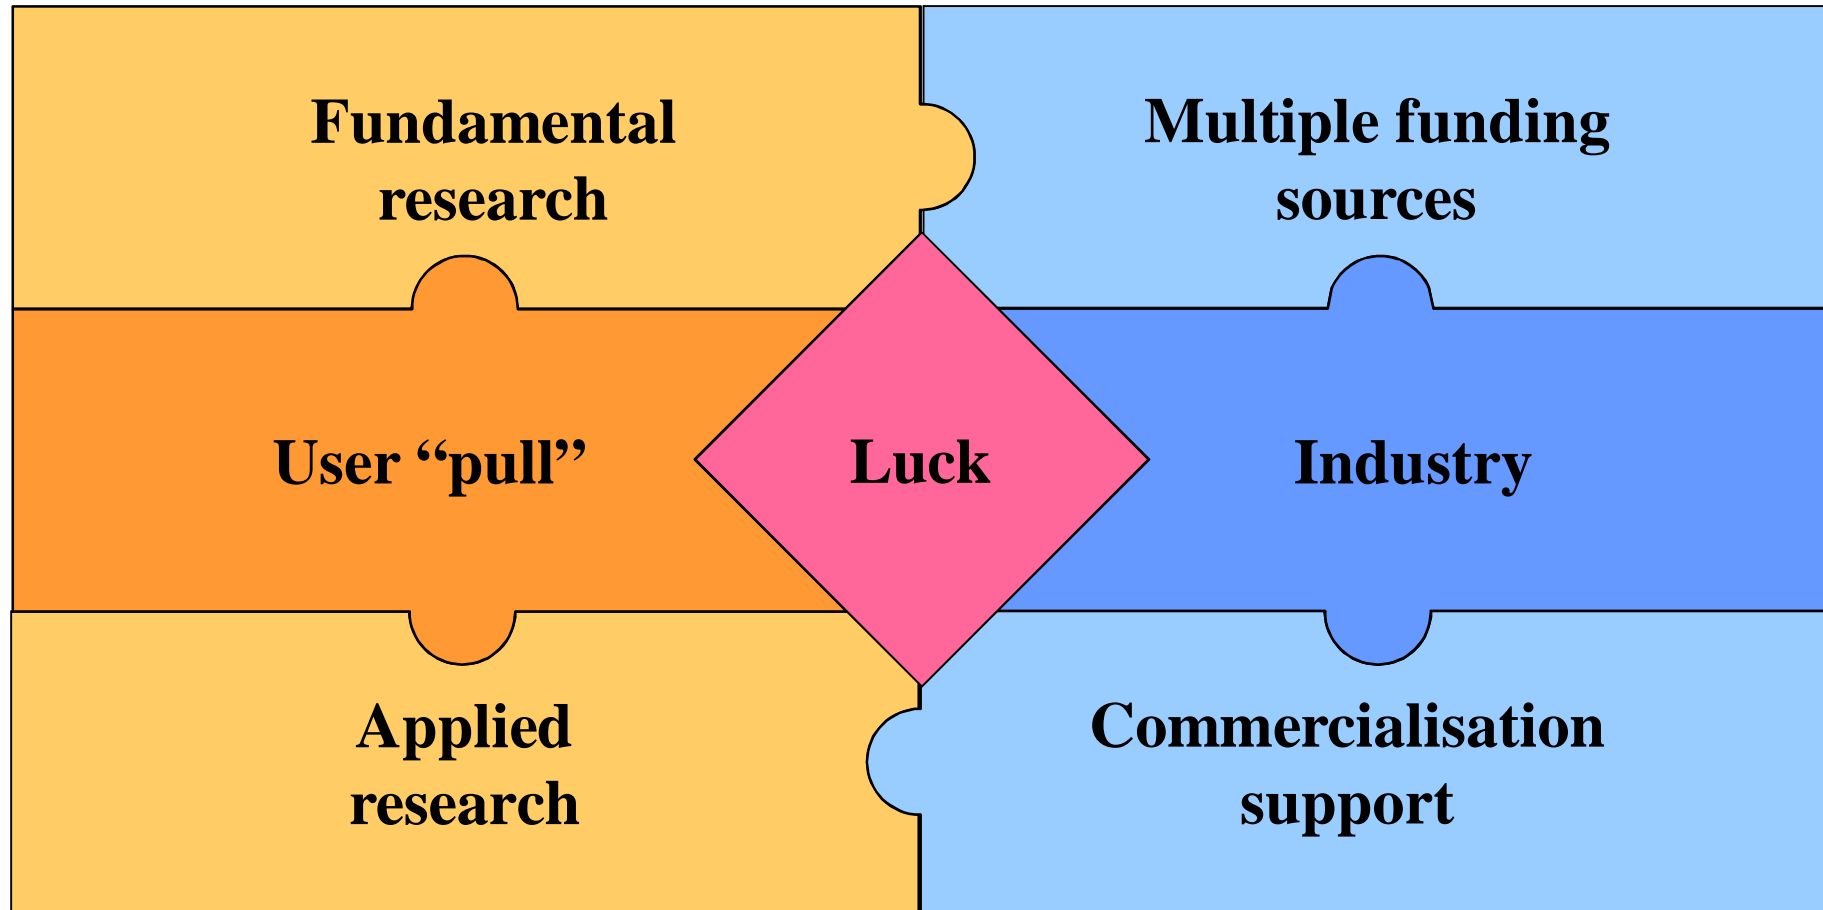 Fundamental
research
Multiple funding
sources
User “pull”
Luck
Industry
Applied
research
Commercialisation
support